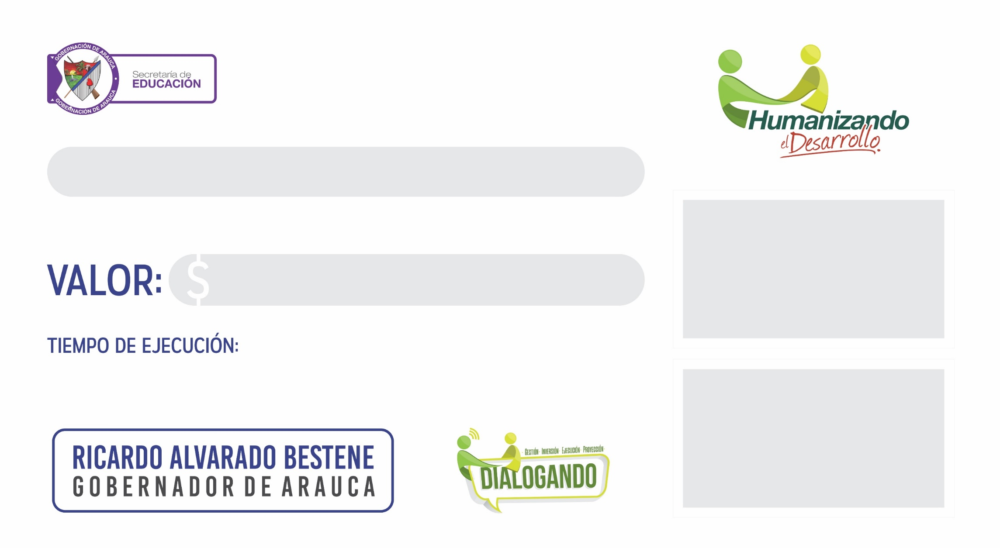 GOBERNACIÓN DE ARAUCA
GOBERNACIÓN DE ARAUCA
Secretaría de
EDUCACIÓN
Humanizando
el Desarrollo
VALOR: $
TIEMPO DE EJECUCIÓN:
RICARDO ALVARADO BESTENE
GOBERNADOR DE ARAUCA
· GESTIÓN· INVERSIÓN· EJECUCIÓN· PROYECCIÓN·
DIALOGANDO